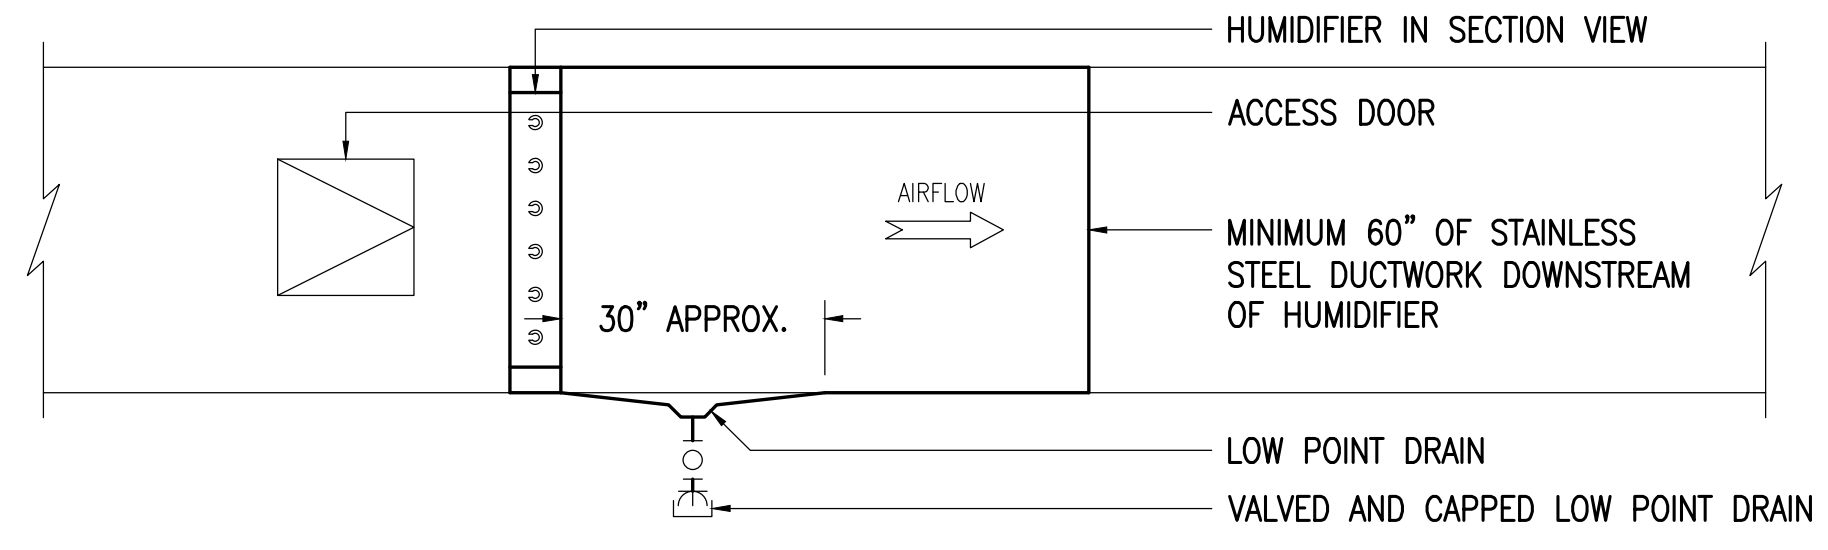 HUMIDIFIER IN SECTION VIEW
ACCESS DOOR
AIRFLOW
MINIMUM 60" OF STAINLESS
STEEL DUCTWORK DOWNSTREAM
OF HUMIDIFIER
30" APPROX.
LOW POINT DRAIN
VALVED AND CAPPED LOW POINT DRAIN